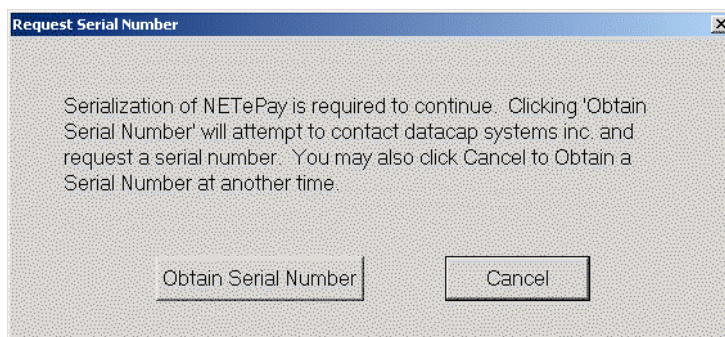 Request Serial Number
Serialization of NETePay is required to continue. Clicking 'Obtain
Serial Number' will attempt to contact datacap systems inc. and
request a serial number. You may also click Cancel to Obtain a
Serial Number at another time.
Obtain Serial Number
Cancel